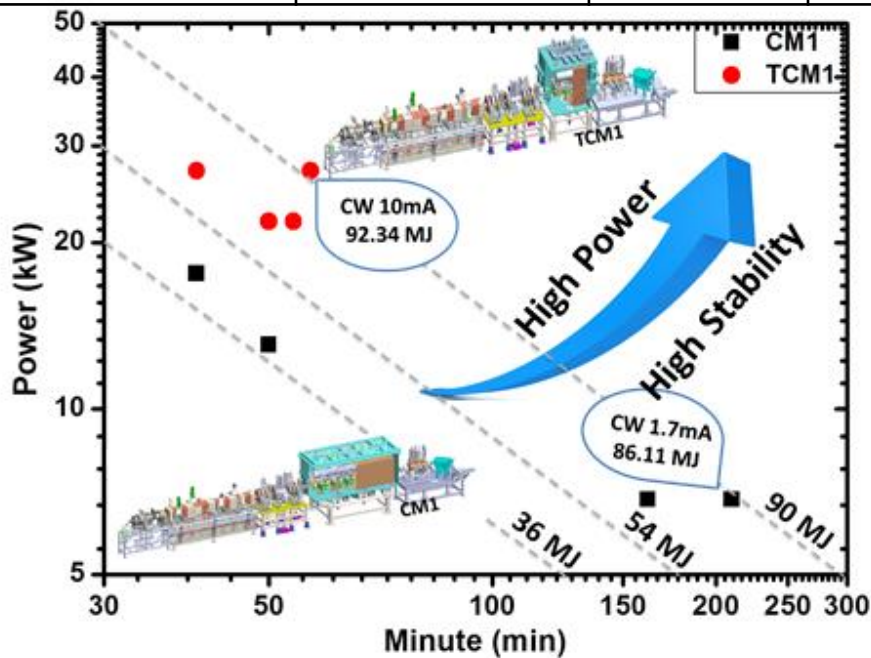 50
40
30
20
10
5
Power (kW)
CM1
TCM1
TCM1
CW 10mA
92.34 MJ
High Power
High Stability
CW 1.7mA
86.11 MJ
CM1
36 MJ
54 MJ
90 MJ
30
50
100
150
200
300
Minute (min)